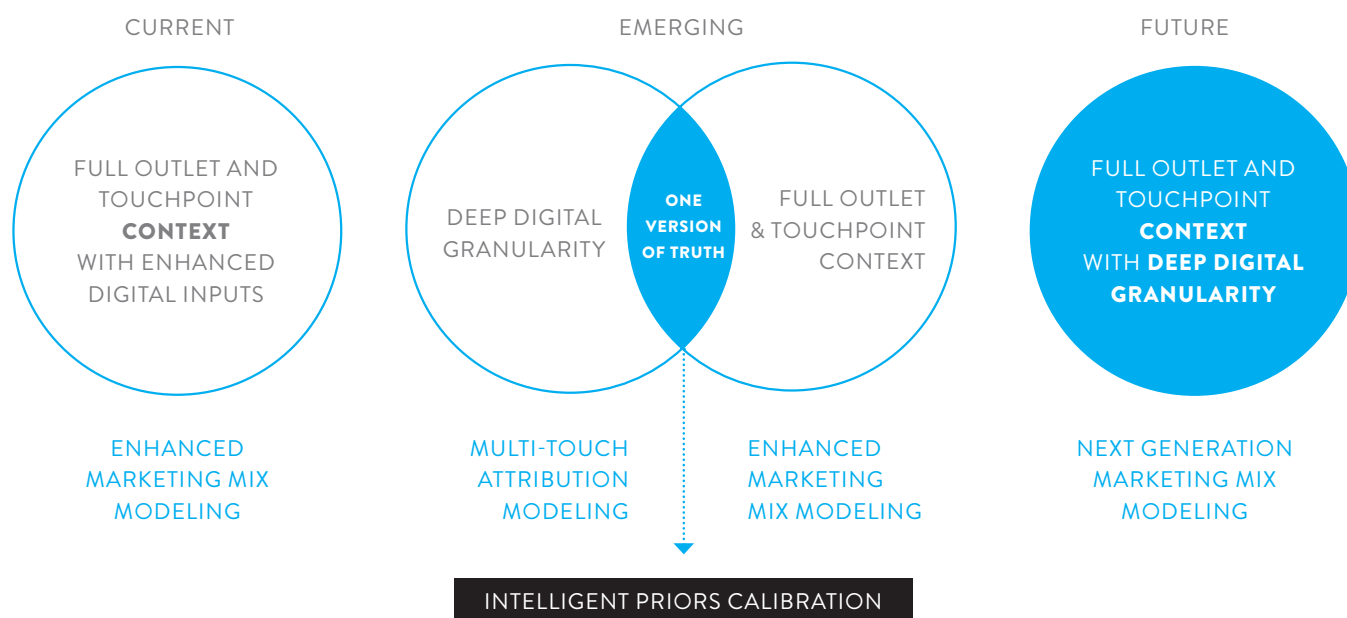 CURRENT
FULL OUTLET AND
TOUCHPOINT
CONTEXT
WITH ENHANCED
DIGITAL INPUTS
ENHANCED
MARKETING MIX
MODELING
EMERGING
DEEP DIGITAL
GRANULARITY
ONE
VERSION
OF TRUTH
FULL OUTLET
& TOUCHPOINT
CONTEXT
MULTI-TOUCH
ATTRIBUTION
MODELING
ENHANCED
MARKETING
MIX MODELING
INTELLIGENT PRIORS CALIBRATION
FUTURE
FULL OUTLET AND
TOUCHPOINT
CONTEXT
WITH DEEP DIGITAL
GRANULARITY
NEXT GENERATION
MARKETING MIX
MODELING